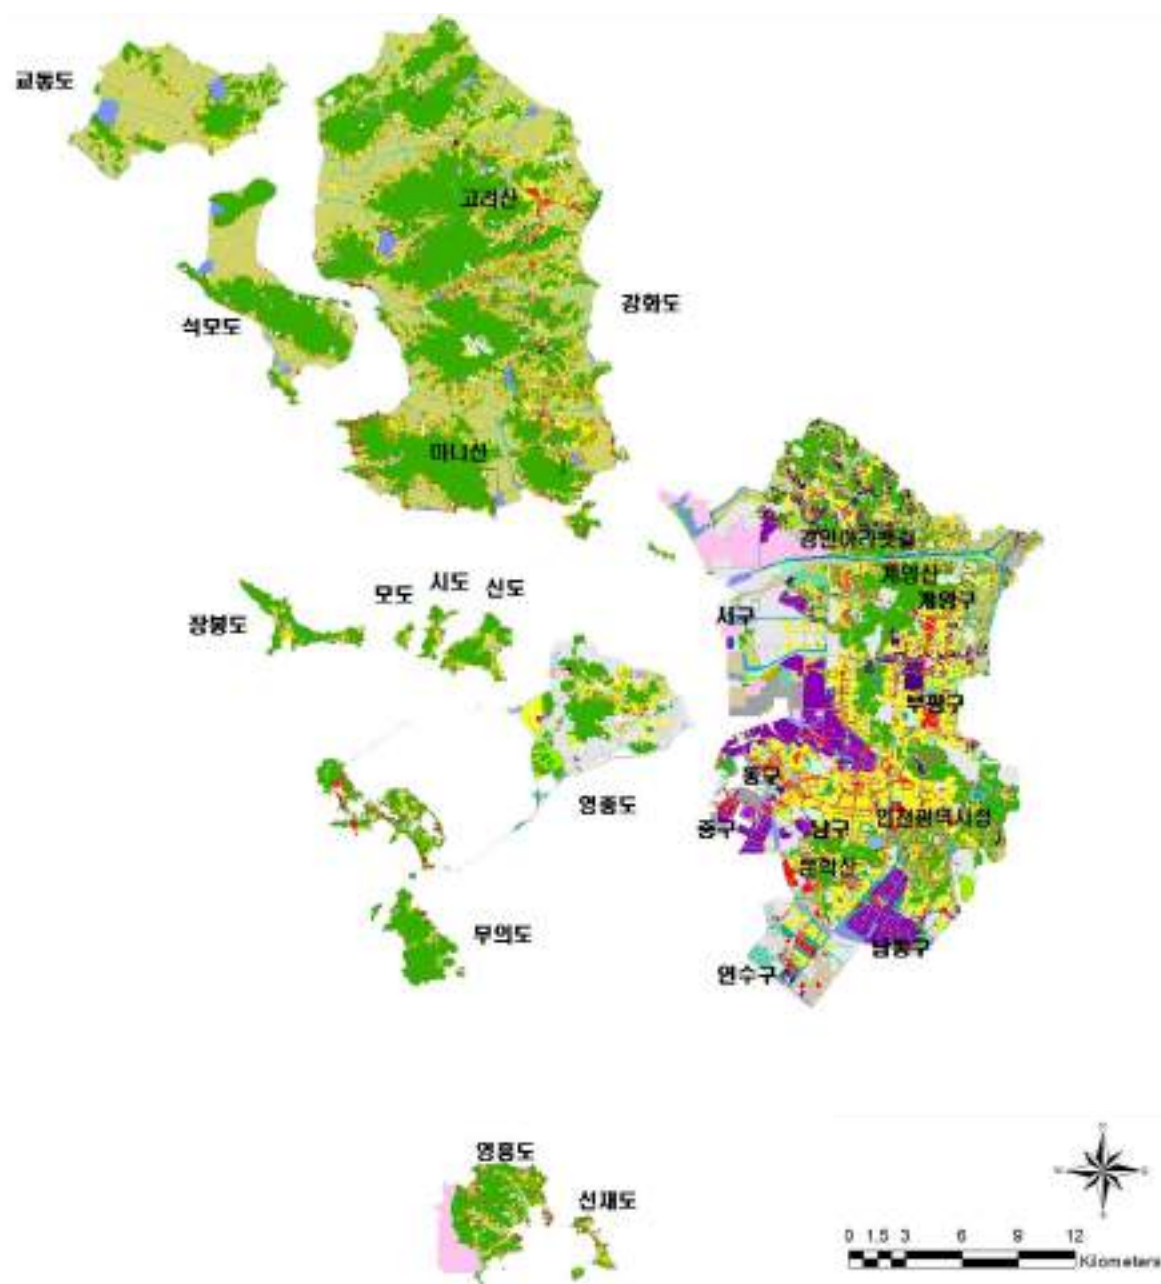 교동도
고려산
강화도
석모도
마니산
경인아라뱃길
계양산
계양구
서구
모도
시도
신도
장봉도
부평구
동구
영종도
중구
남구
인천광역시청
문학산
무의도
남동구
연수구
영흥도
선재도
0 1.5 3 6 9 12
Kilometers